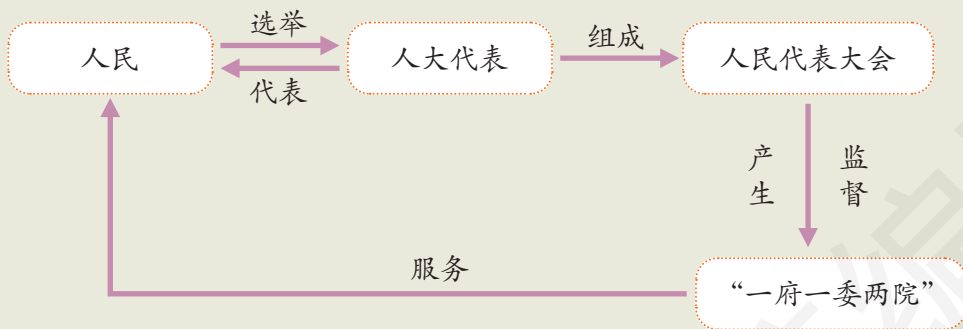 选举
人民
人大代表
组成
人民代表大会
代表
产生
监督
服务
“一府一委两院”